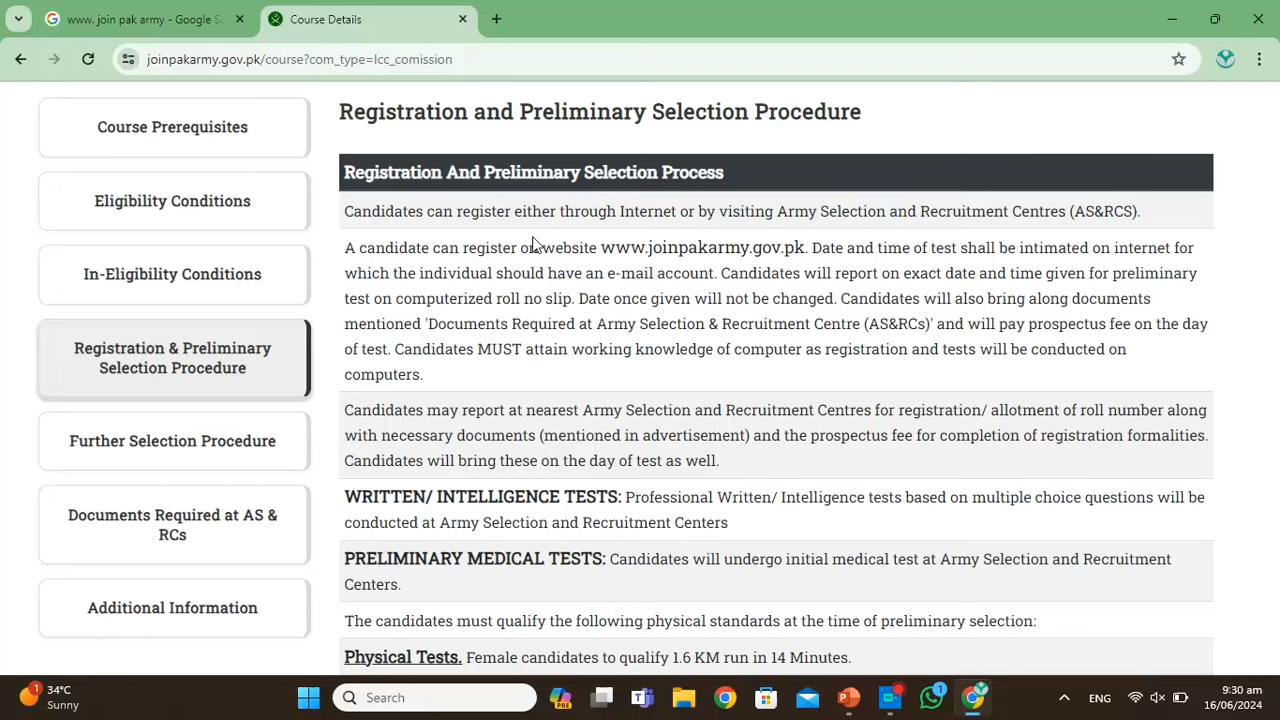 www. join pak army - Google S
Course Details
joinpakarmy.gov.pk/course?com_type=lcc_comission
Course Prerequisites
Eligibility Conditions
In-Eligibility Conditions
Registration & Preliminary
Selection Procedure
Further Selection Procedure
Documents Required at AS &
RCs
Additional Information
Registration and Preliminary Selection Procedure
Registration And Preliminary Selection Process
Candidates can register either through Internet or by visiting Army Selection and Recruitment Centres (AS&RCS).
A candidate can register on website www.joinpakarmy.gov.pk. Date and time of test shall be intimated on internet for
which the individual should have an e-mail account. Candidates will report on exact date and time given for preliminary
test on computerized roll no slip. Date once given will not be changed. Candidates will also bring along documents
mentioned 'Documents Required at Army Selection & Recruitment Centre (AS&RCs)' and will pay prospectus fee on the day
of test. Candidates MUST attain working knowledge of computer as registration and tests will be conducted on
computers.
Candidates may report at nearest Army Selection and Recruitment Centres for registration/ allotment of roll number along
with necessary documents (mentioned in advertisement) and the prospectus fee for completion of registration formalities.
Candidates will bring these on the day of test as well.
WRITTEN/ INTELLIGENCE TESTS: Professional Written/ Intelligence tests based on multiple choice questions will be
conducted at Army Selection and Recruitment Centers
PRELIMINARY MEDICAL TESTS: Candidates will undergo initial medical test at Army Selection and Recruitment
Centers.
The candidates must qualify the following physical standards at the time of preliminary selection:
Physical Tests. Female candidates to qualify 1.6 KM run in 14 Minutes.
1
34°C
Sunny
Search
PRE
1
ENG
9:30 am
16/06/2024